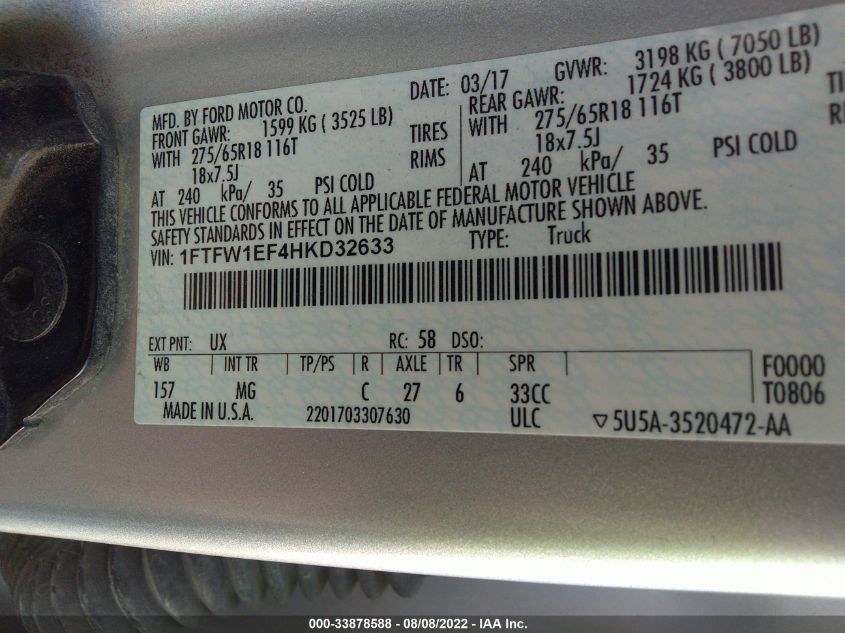 MFD. BY FORD MOTOR CO. DATE: 03/17 GVWR: 3198 KG ( 7050 LB)
FRONT GAWR: 1599 KG ( 3525 LB) REAR GAWR: 1724 KG ( 3800 LB)
WITH 275/65R18 116T TIRES WITH 275/65R18 116T
18x7.5J RIMS 18x7.5J
AT 240 kPa/ 35 PSI COLD AT 240 kPa/ 35 PSI COLD
THIS VEHICLE CONFORMS TO ALL APPLICABLE FEDERAL MOTOR VEHICLE
SAFETY STANDARDS IN EFFECT ON THE DATE OF MANUFACTURE SHOWN ABOVE.
VIN: 1FTFW1EF4HKD32633 TYPE: Truck
EXT PNT: UX RC: 58 DSO:
WB INT TR TP/PS R AXLE TR SPR F0000
157 MG C 27 6 33CC T0806
MADE IN U.S.A. 2201703307630 ULC ▽5U5A-3520472-AA
000-33878588 - 08/08/2022 - IAA Inc.